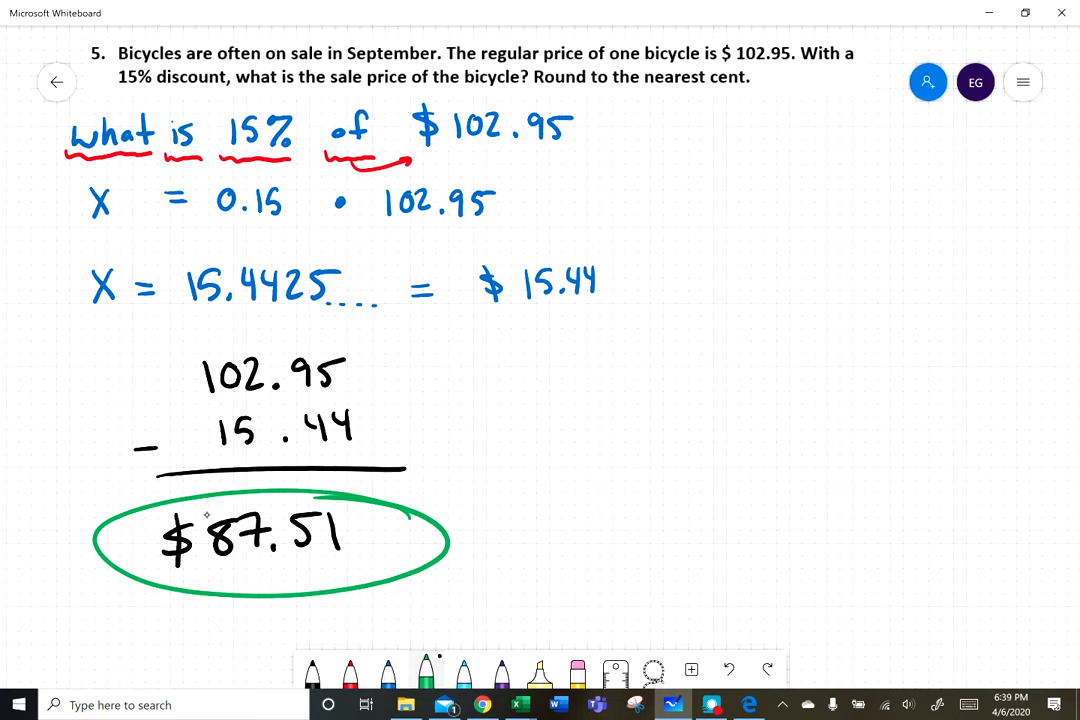 Microsoft Whiteboard
5. Bicycles are often on sale in September. The regular price of one bicycle is $ 102.95. With a
15% discount, what is the sale price of the bicycle? Round to the nearest cent.
EG
what is 15% of $102.95
X = 0.15 • 102.95
X = 15.4425.... = $ 15.44
102.95
- 15.44
$87.51
Type here to search
1
6:39 PM
4/6/2020